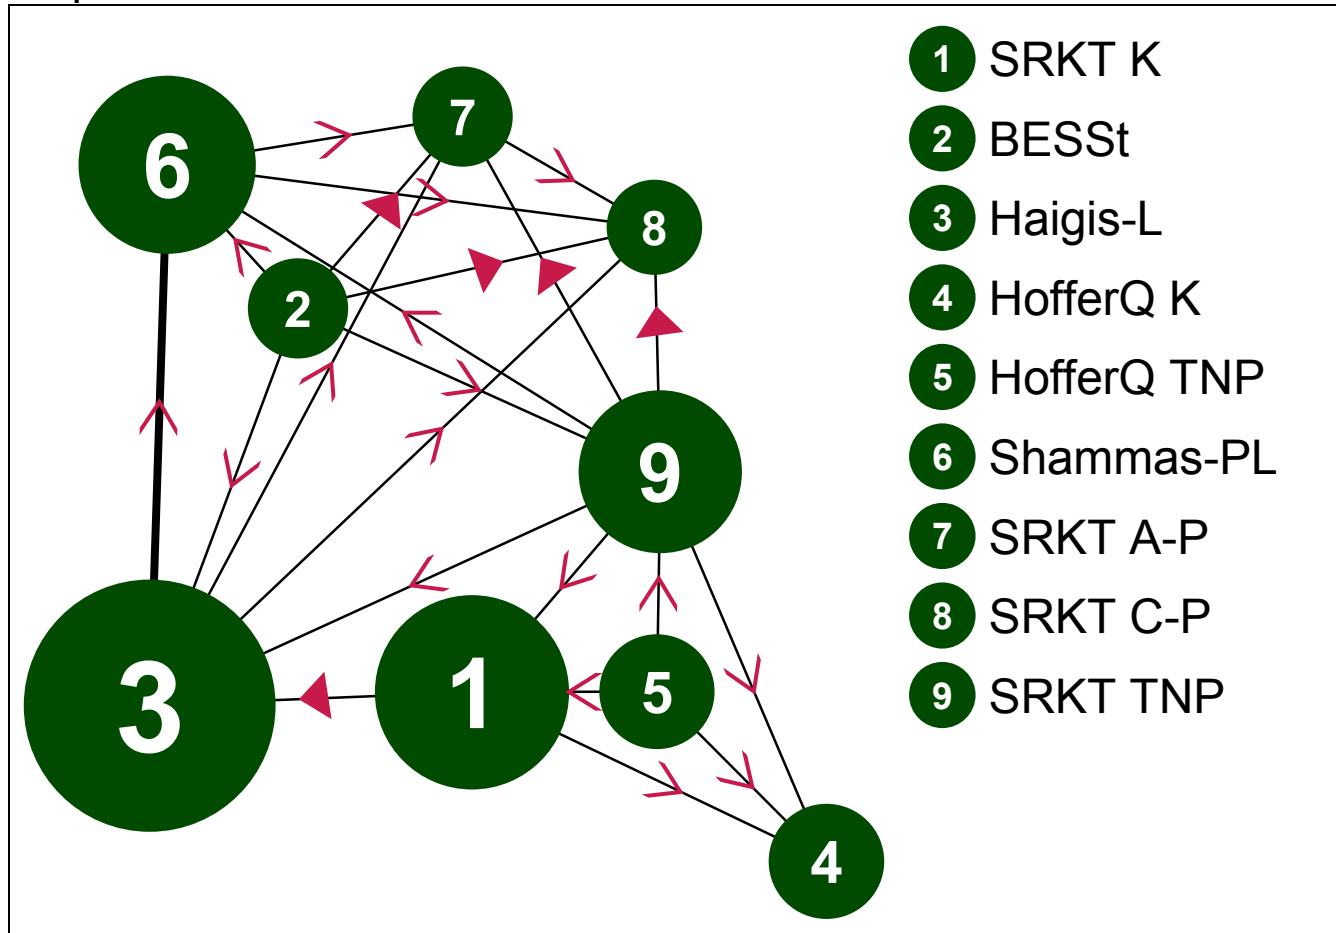 6
7
8
2
9
3
1
5
4
1 SRKT K
2 BESSt
3 Haigis-L
4 HofferQ K
5 HofferQ TNP
6 Shammas-PL
7 SRKT A-P
8 SRKT C-P
9 SRKT TNP